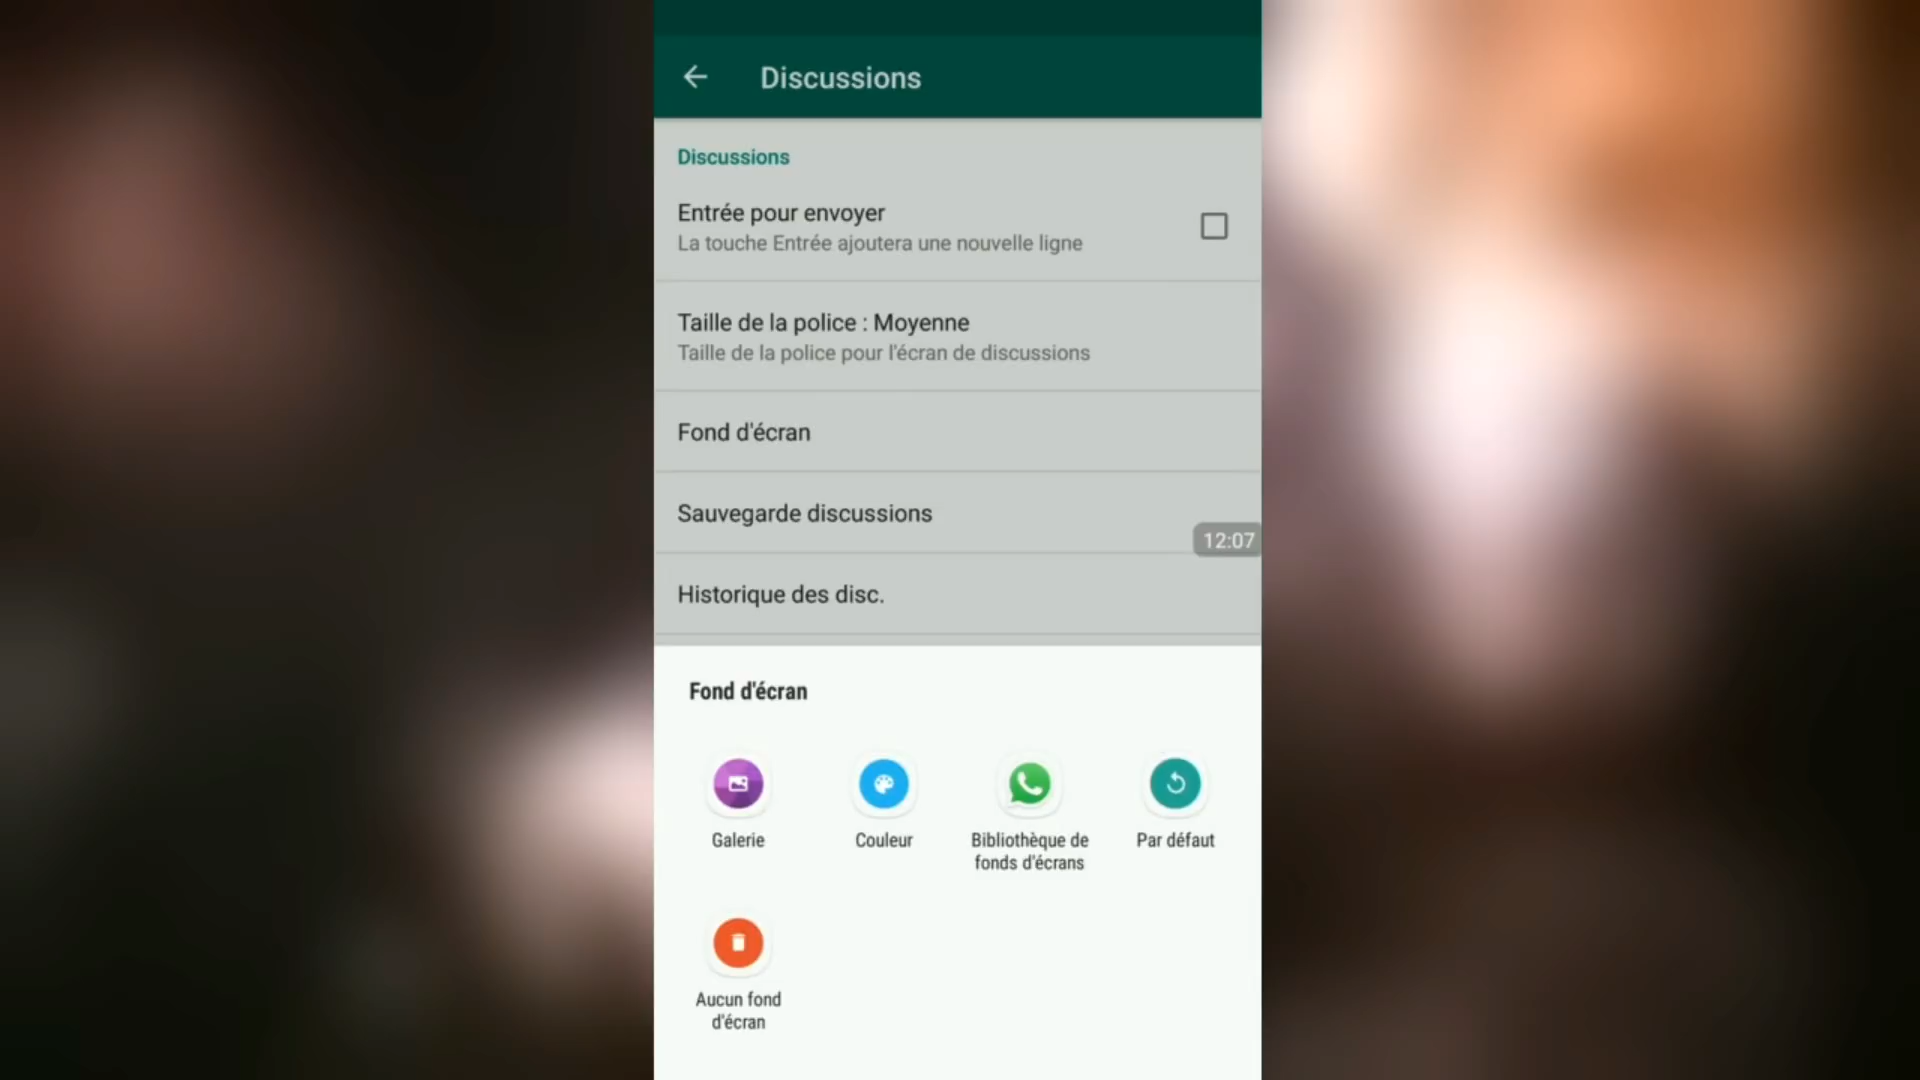 Discussions
Discussions
Entrée pour envoyer
La touche Entrée ajoutera une nouvelle ligne
Taille de la police : Moyenne
Taille de la police pour l'écran de discussions
Fond d'écran
Sauvegarde discussions
12:07
Historique des disc.
Fond d'écran
Galerie
Couleur
Bibliothèque de
fonds d'écrans
Par défaut
Aucun fond
d'écran